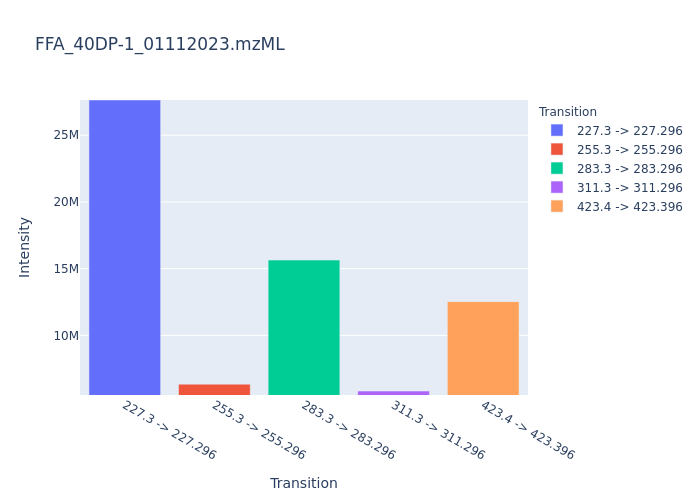 FFA_40DP-1_01112023.mzML
Intensity
25M
20M
15M
10M
227.3 -> 227.296
255.3 -> 255.296
283.3 -> 283.296
311.3 -> 311.296
423.4 -> 423.396
Transition
Transition
227.3 -> 227.296
255.3 -> 255.296
283.3 -> 283.296
311.3 -> 311.296
423.4 -> 423.396